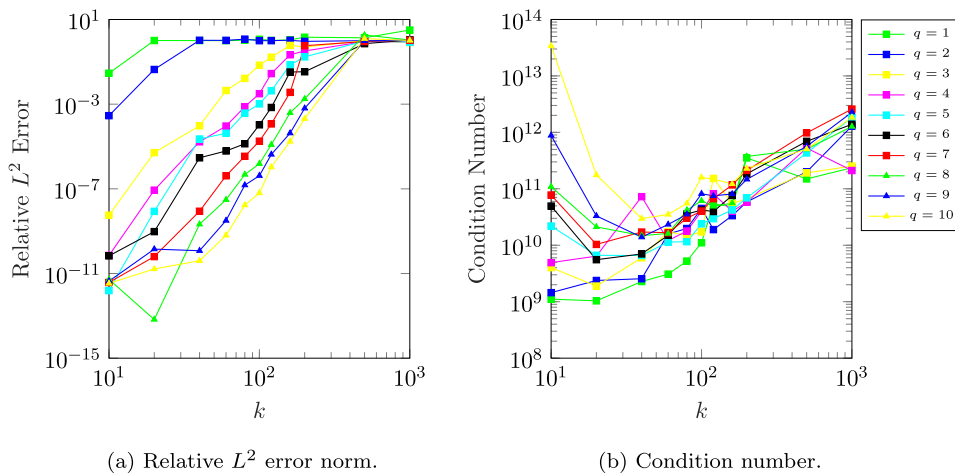 10^1
10^−3
10^−7
10^−11
10^−15
Relative L^2 Error
10^1
10^2
10^3
k
(a) Relative L^2 error norm.
10^14
10^13
10^12
10^11
10^10
10^9
10^8
Condition Number
10^1
10^2
10^3
k
(b) Condition number.
q = 1
q = 2
q = 3
q = 4
q = 5
q = 6
q = 7
q = 8
q = 9
q = 10